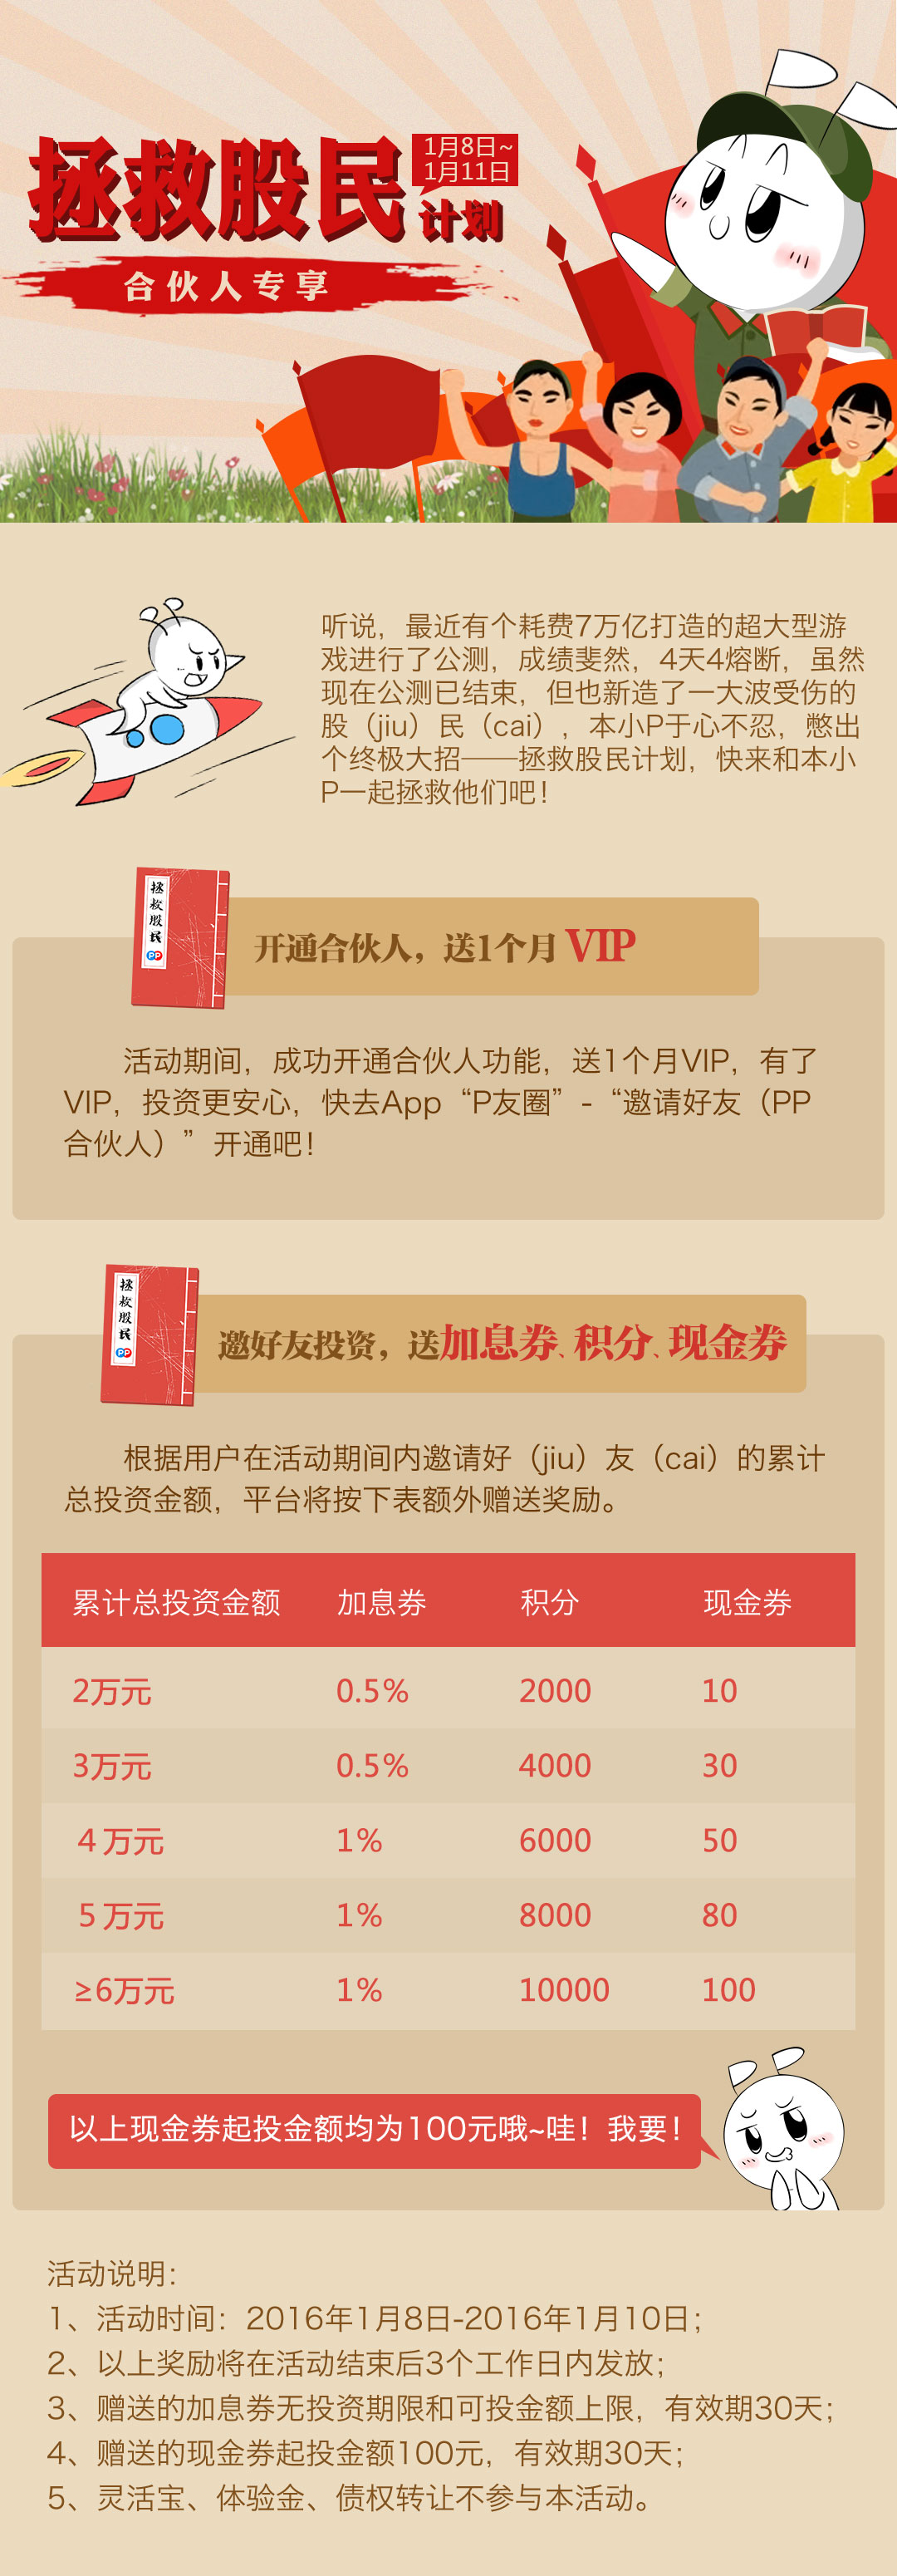 拯救股民
1月8日~
1月11日
计划
合伙人专享
听说，最近有个耗费7万亿打造的超大型游
戏进行了公测，成绩斐然，4天4熔断，虽然
现在公测已结束，但也新造了一大波受伤的
股（jiu）民（cai），本小P于心不忍，憋出
个终极大招——拯救股民计划，快来和本小
P一起拯救他们吧！
拯救股民
PP
开通合伙人，送1个月 VIP
活动期间，成功开通合伙人功能，送1个月VIP，有了
VIP，投资更安心，快去App“P友圈”-“邀请好友（PP
合伙人）”开通吧！
拯救股民
PP
邀好友投资，送加息券、积分、现金券
根据用户在活动期间内邀请好（jiu）友（cai）的累计
总投资金额，平台将按下表额外赠送奖励。
累计总投资金额 加息券 积分 现金券
2万元 0.5% 2000 10
3万元 0.5% 4000 30
4万元 1% 6000 50
5万元 1% 8000 80
≥6万元 1% 10000 100
以上现金券起投金额均为100元哦~哇！我要！
活动说明：
1、活动时间：2016年1月8日-2016年1月10日；
2、以上奖励将在活动结束后3个工作日内发放；
3、赠送的加息券无投资期限和可投金额上限，有效期30天；
4、赠送的现金券起投金额100元，有效期30天；
5、灵活宝、体验金、债权转让不参与本活动。